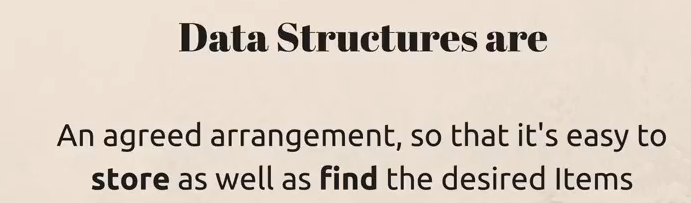 Data Structures are
An agreed arrangement, so that it's easy to
store as well as find the desired Items